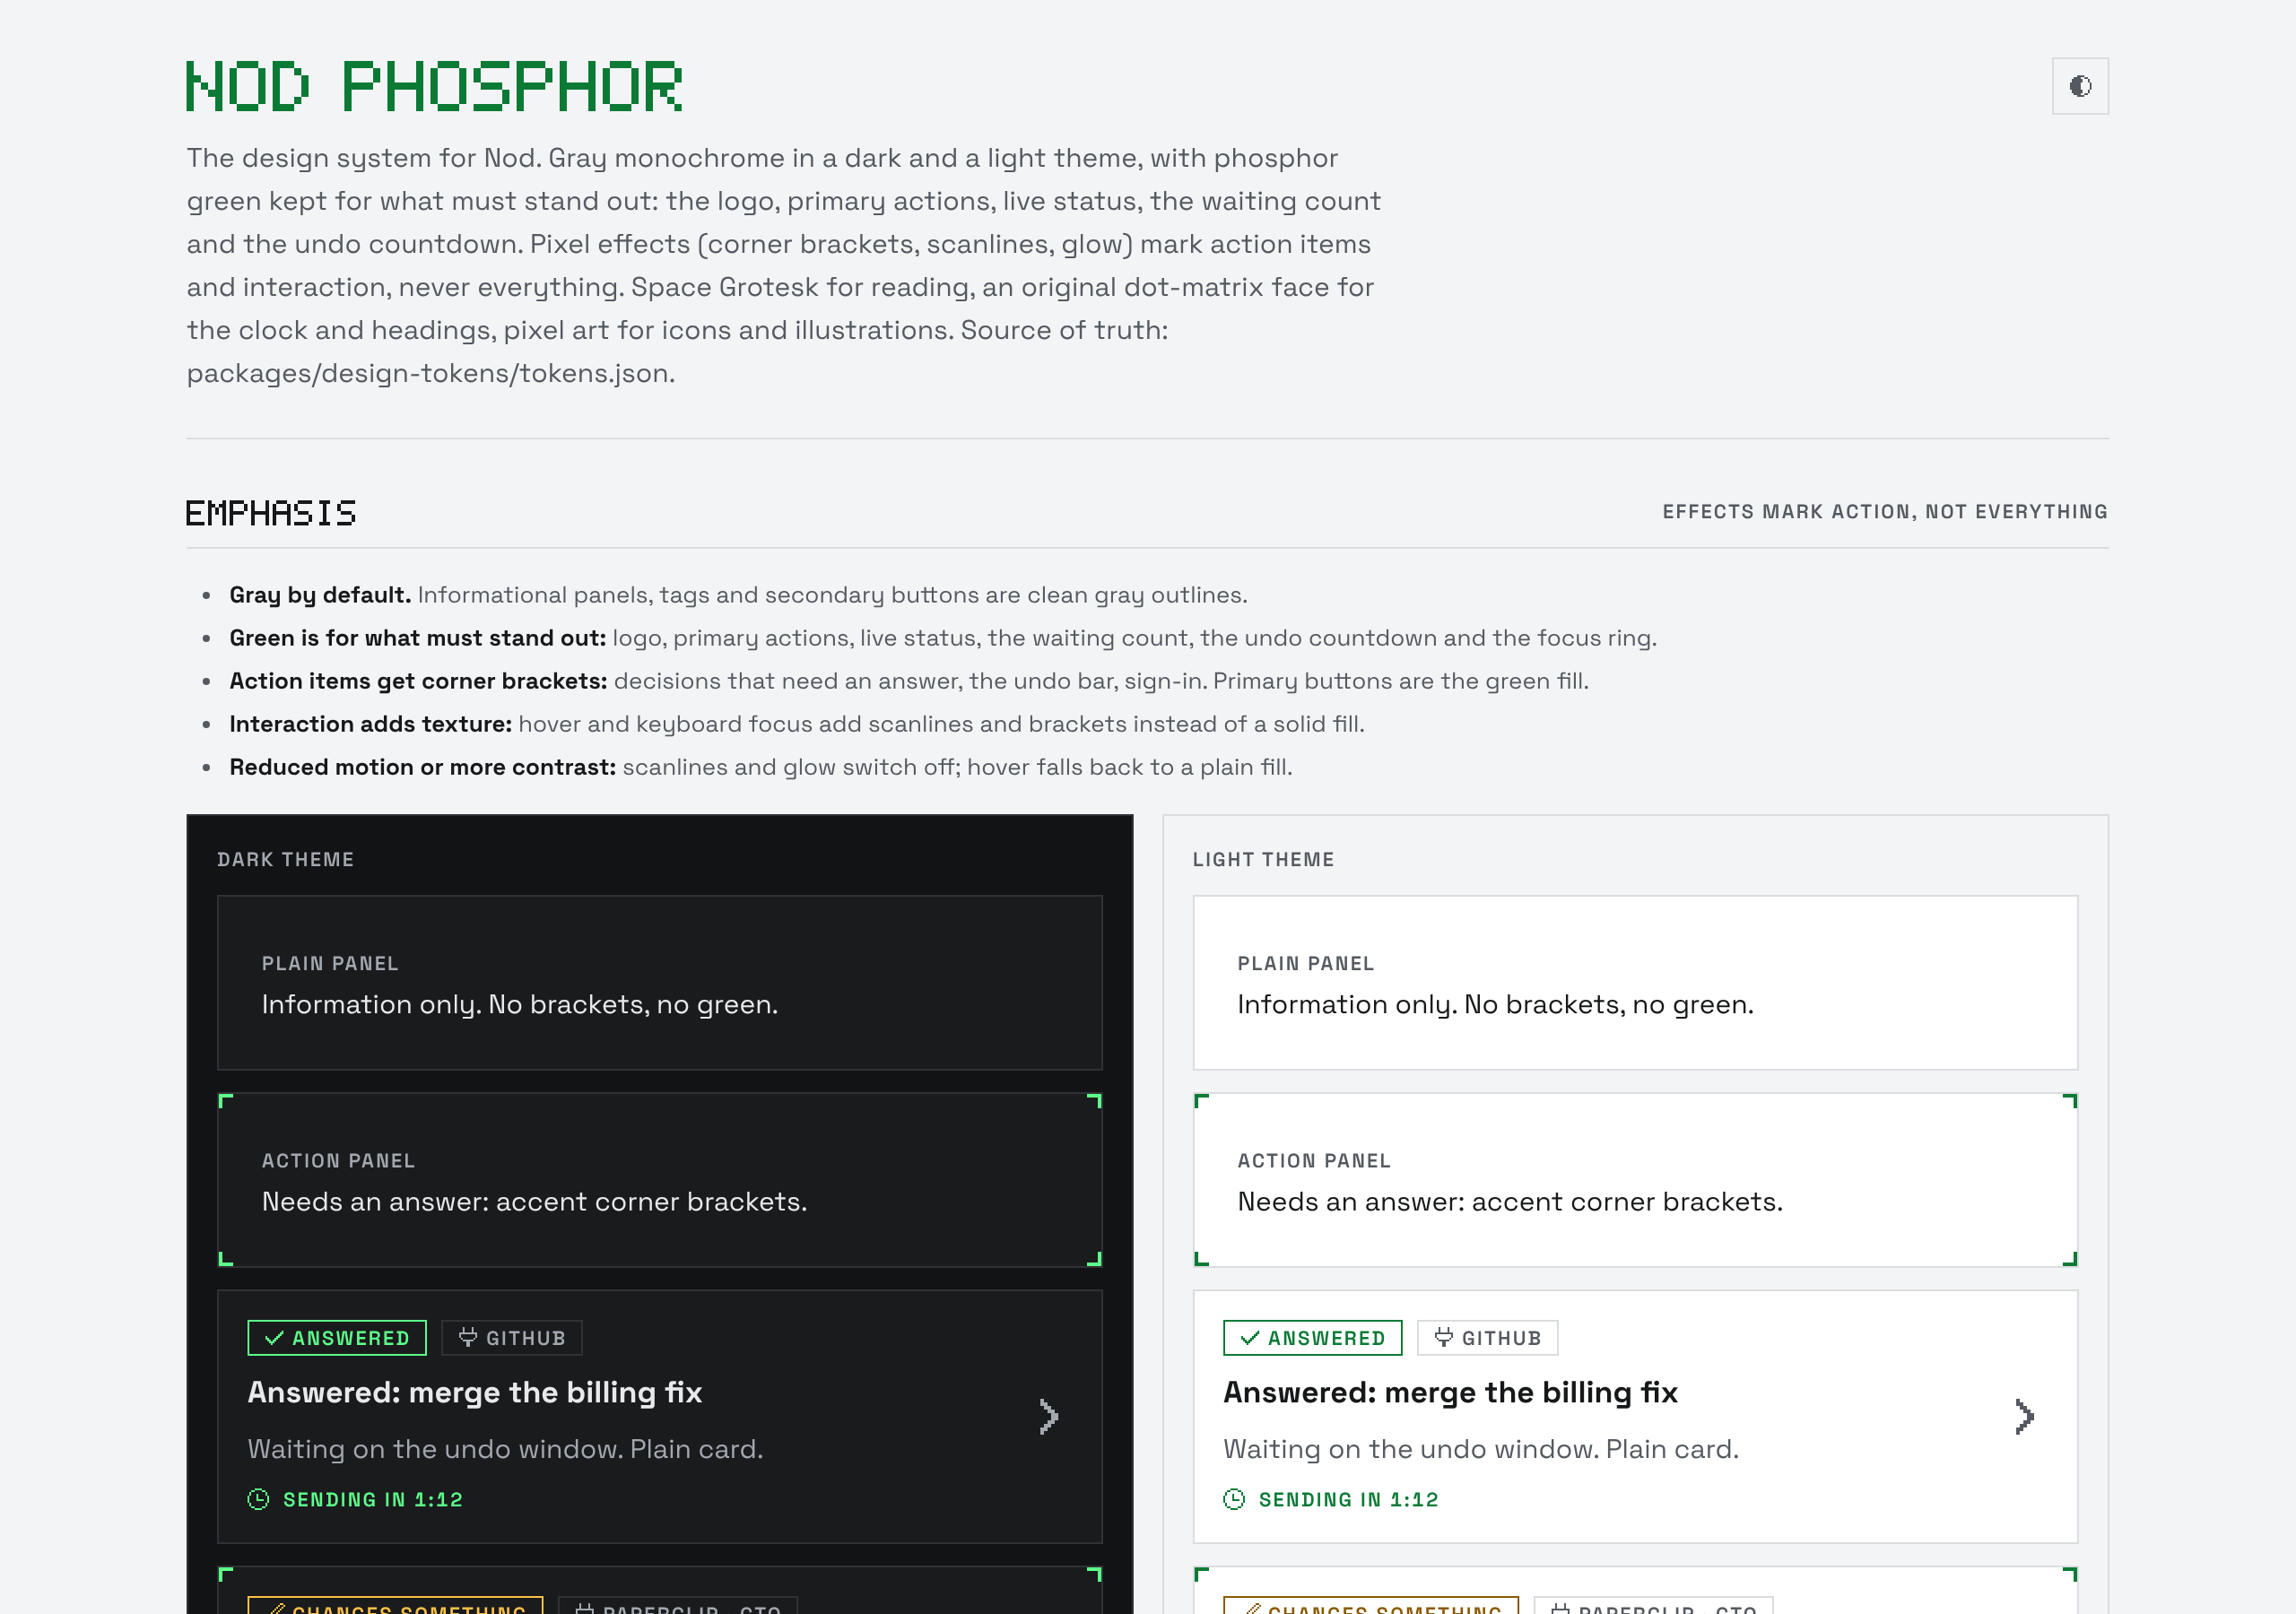 NOD PHOSPHOR
The design system for Nod. Gray monochrome in a dark and a light theme, with phosphor
green kept for what must stand out: the logo, primary actions, live status, the waiting count
and the undo countdown. Pixel effects (corner brackets, scanlines, glow) mark action items
and interaction, never everything. Space Grotesk for reading, an original dot-matrix face for
the clock and headings, pixel art for icons and illustrations. Source of truth:
packages/design-tokens/tokens.json.
EMPHASIS
EFFECTS MARK ACTION, NOT EVERYTHING
Gray by default. Informational panels, tags and secondary buttons are clean gray outlines.
Green is for what must stand out: logo, primary actions, live status, the waiting count, the undo countdown and the focus ring.
Action items get corner brackets: decisions that need an answer, the undo bar, sign-in. Primary buttons are the green fill.
Interaction adds texture: hover and keyboard focus add scanlines and brackets instead of a solid fill.
Reduced motion or more contrast: scanlines and glow switch off; hover falls back to a plain fill.
DARK THEME
PLAIN PANEL
Information only. No brackets, no green.
ACTION PANEL
Needs an answer: accent corner brackets.
ANSWERED
GITHUB
Answered: merge the billing fix
Waiting on the undo window. Plain card.
SENDING IN 1:12
CHANGES SOMETHING
PAPERCLIP · CTO
LIGHT THEME
PLAIN PANEL
Information only. No brackets, no green.
ACTION PANEL
Needs an answer: accent corner brackets.
ANSWERED
GITHUB
Answered: merge the billing fix
Waiting on the undo window. Plain card.
SENDING IN 1:12
CHANGES SOMETHING
PAPERCLIP · CTO